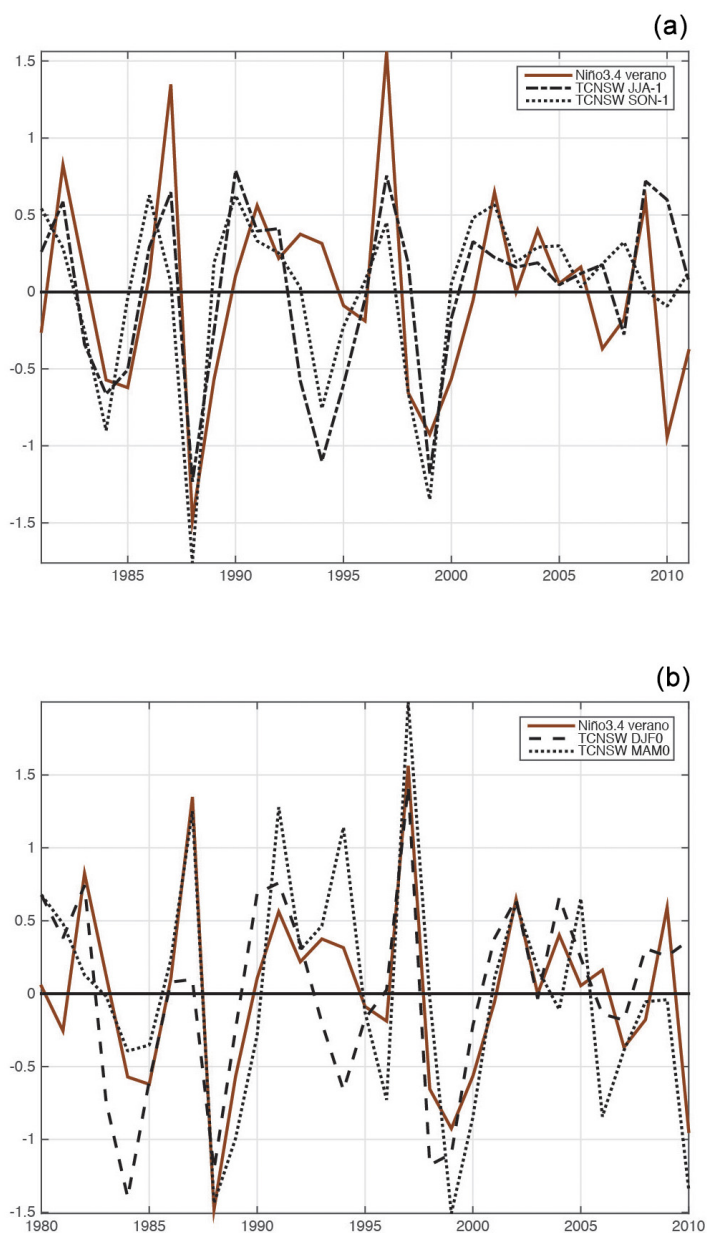 (a)
1.5
1
0.5
0
-0.5
-1
-1.5
Niño3.4 verano
TCNSW JJA-1
TCNSW SON-1
1985 1990 1995 2000 2005 2010
(b)
1.5
1
0.5
0
-0.5
-1
-1.5
Niño3.4 verano
TCNSW DJF0
TCNSW MAM0
1980 1985 1990 1995 2000 2005 2010